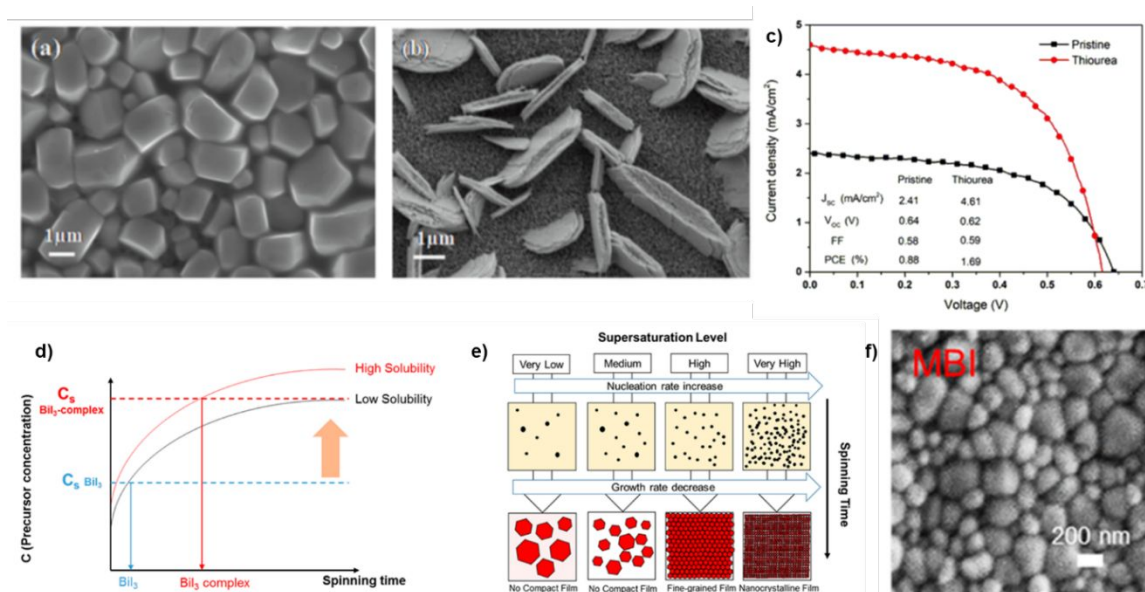 (a)
1µm
(b)
1µm
c)
Current density (mA/cm²)
5
4
3
2
1
0
Pristine
Thiourea
Pristine Thiourea
Jsc (mA/cm²) 2.41 4.61
Voc (V) 0.64 0.62
FF 0.58 0.59
PCE (%) 0.88 1.69
0.0 0.1 0.2 0.3 0.4 0.5 0.6 0.7
Voltage (V)
d)
C (Precursor concentration)
High Solubility
Cs
BiI₃-complex
Low Solubility
Cs BiI₃
BiI₃
BiI₃ complex
Spinning time
e)
Supersaturation Level
Very Low Medium High Very High
Nucleation rate increase
Growth rate decrease
Spinning Time
No Compact Film No Compact Film Fine-grained Film Nanocrystalline Film
f)
MBI
200 nm